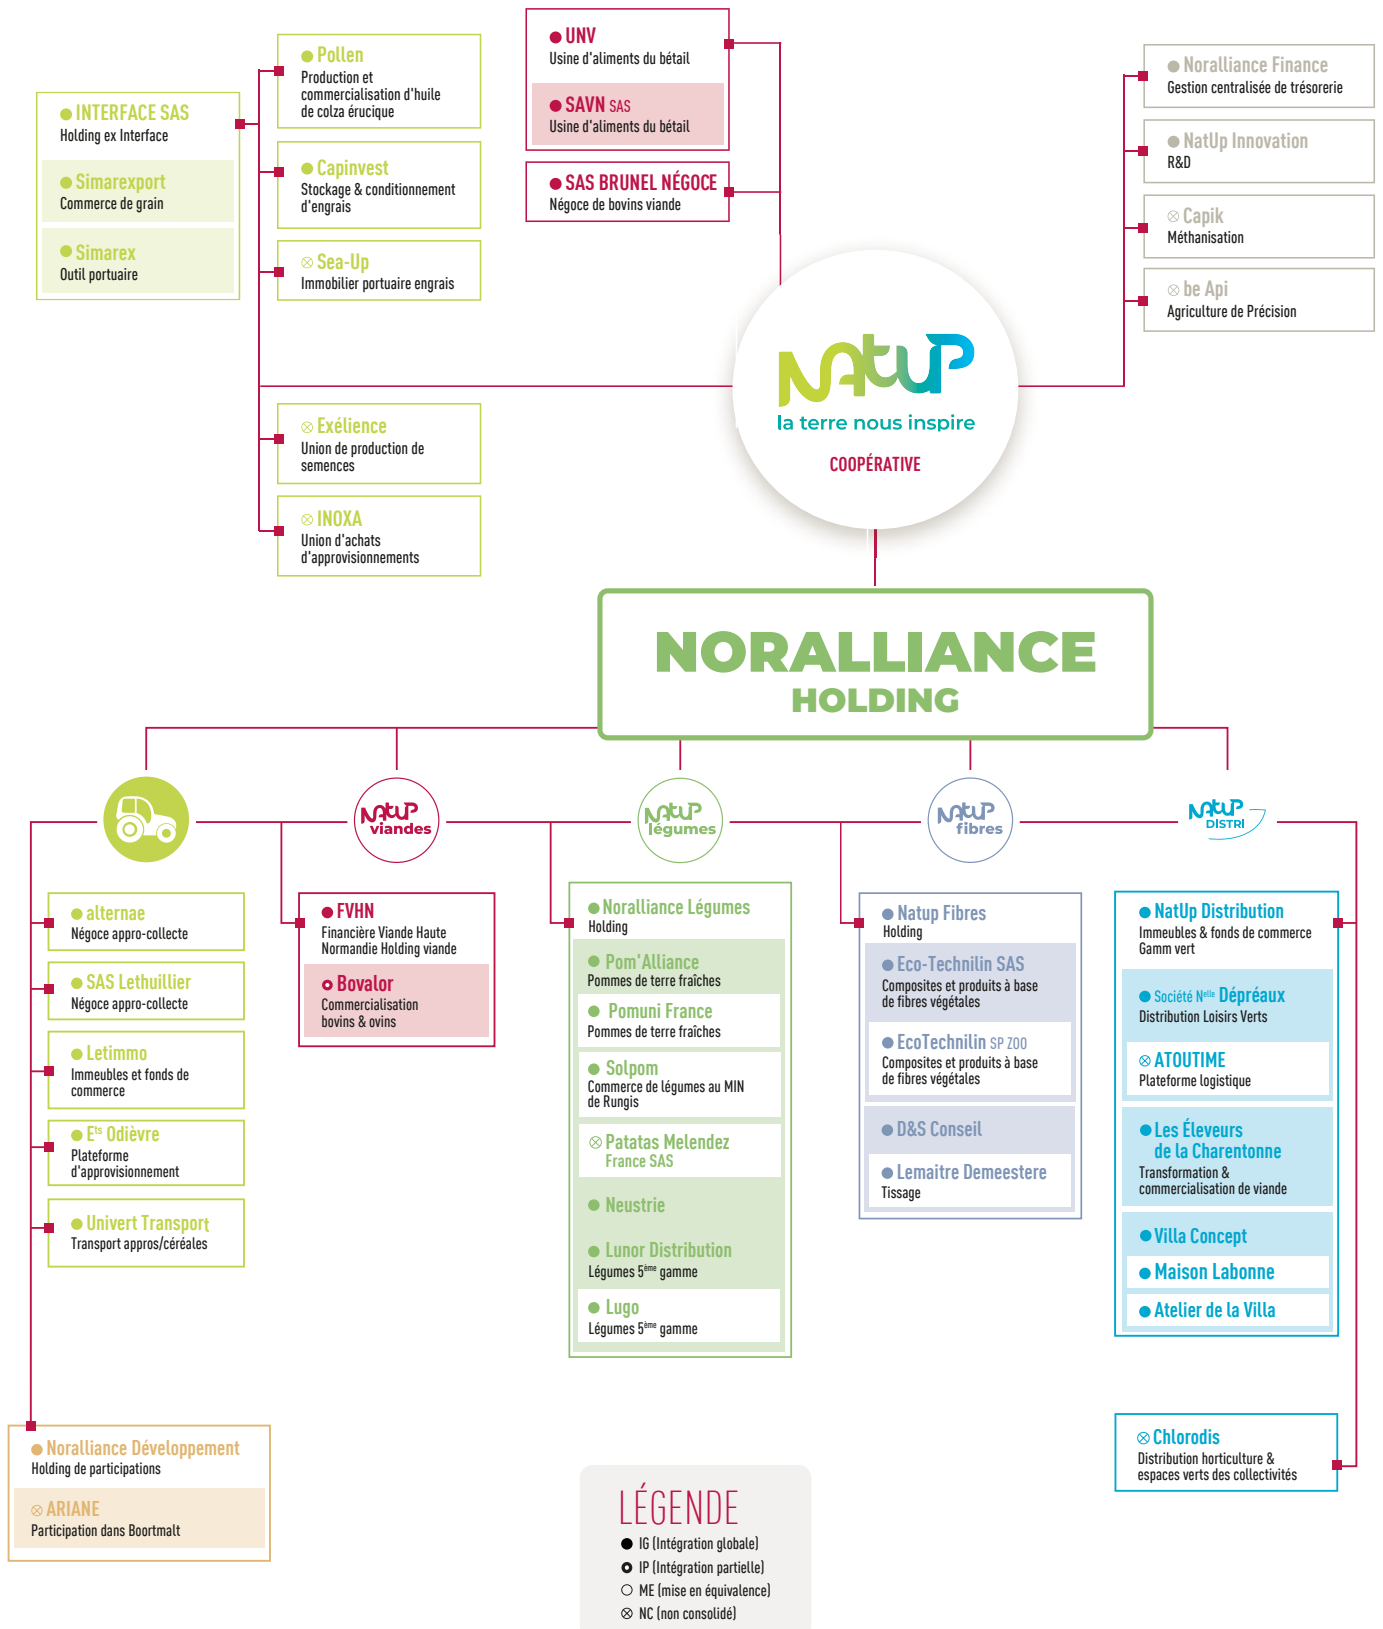 INTERFACE SAS
Holding ex Interface
Simarexport
Commerce de grain
Simarex
Outil portuaire
Pollen
Production et
commercialisation d'huile
de colza érucique
Capinvest
Stockage & conditionnement
d'engrais
Sea-Up
Immobilier portuaire engrais
Exélience
Union de production de
semences
INOXA
Union d'achats
d'approvisionnements
UNV
Usine d'aliments du bétail
SAVN SAS
Usine d'aliments du bétail
SAS BRUNEL NÉGOCE
Négoce de bovins viande
Noralliance Finance
Gestion centralisée de trésorerie
NatUp Innovation
R&D
Capik
Méthanisation
be Api
Agriculture de Précision
NatUP
la terre nous inspire
COOPÉRATIVE
NORALLIANCE
HOLDING
NatUP
viandes
NatUP
légumes
NatUP
fibres
NatUP
DISTRI
alternae
Négoce appro-collecte
SAS Lethuillier
Négoce appro-collecte
Letimmo
Immeubles et fonds de
commerce
Ets Odièvre
Plateforme
d'approvisionnement
Univert Transport
Transport appros/céréales
Noralliance Développement
Holding de participations
ARIANE
Participation dans Boortmalt
FVHN
Financière Viande Haute
Normandie Holding viande
Bovalor
Commercialisation
bovins & ovins
Noralliance Légumes
Holding
Pom'Alliance
Pommes de terre fraîches
Pomuni France
Pommes de terre fraîches
Solpom
Commerce de légumes au MIN
de Rungis
Patatas Melendez
France SAS
Neustrie
Lunor Distribution
Légumes 5ème gamme
Lugo
Légumes 5ème gamme
Natup Fibres
Holding
Eco-Technilin SAS
Composites et produits à base
de fibres végétales
EcoTechnilin SP ZOO
Composites et produits à base
de fibres végétales
D&S Conseil
Lemaitre Demeestere
Tissage
NatUp Distribution
Immeubles & fonds de commerce
Gamm vert
Société Nelle Dépréaux
Distribution Loisirs Verts
ATOUTIME
Plateforme logistique
Les Éleveurs
de la Charentonne
Transformation &
commercialisation de viande
Villa Concept
Maison Labonne
Atelier de la Villa
Chlorodis
Distribution horticulture &
espaces verts des collectivités
LÉGENDE
IG (Intégration globale)
IP (Intégration partielle)
ME (mise en équivalence)
NC (non consolidé)